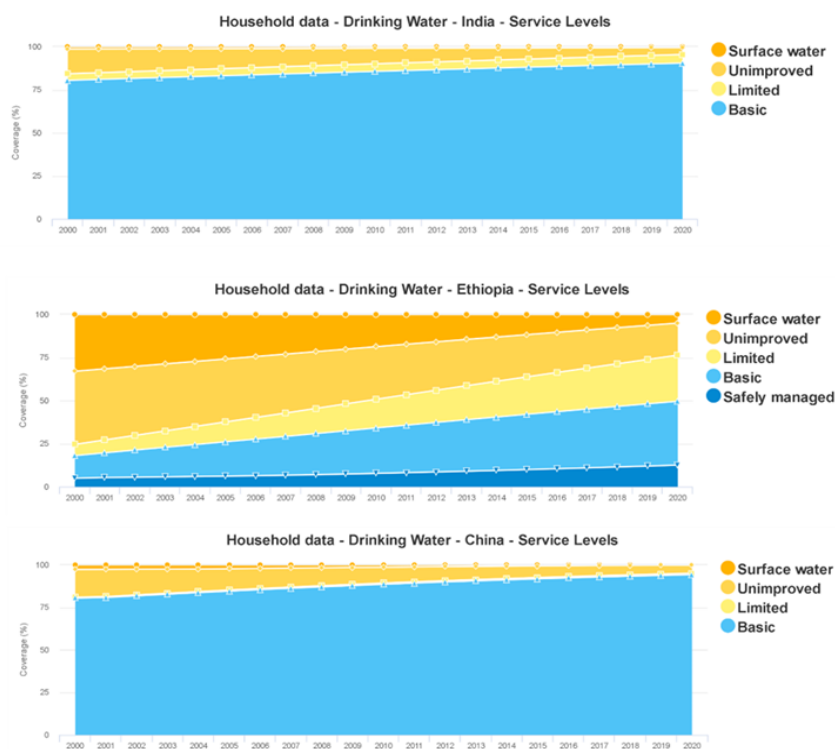 Household data - Drinking Water - India - Service Levels
100
75
50
25
0
Coverage (%)
2000 2001 2002 2003 2004 2005 2006 2007 2008 2009 2010 2011 2012 2013 2014 2015 2016 2017 2018 2019 2020
Surface water
Unimproved
Limited
Basic
Household data - Drinking Water - Ethiopia - Service Levels
100
75
50
25
0
Coverage (%)
2000 2001 2002 2003 2004 2005 2006 2007 2008 2009 2010 2011 2012 2013 2014 2015 2016 2017 2018 2019 2020
Surface water
Unimproved
Limited
Basic
Safely managed
Household data - Drinking Water - China - Service Levels
100
75
50
25
0
Coverage (%)
2000 2001 2002 2003 2004 2005 2006 2007 2008 2009 2010 2011 2012 2013 2014 2015 2016 2017 2018 2019 2020
Surface water
Unimproved
Limited
Basic